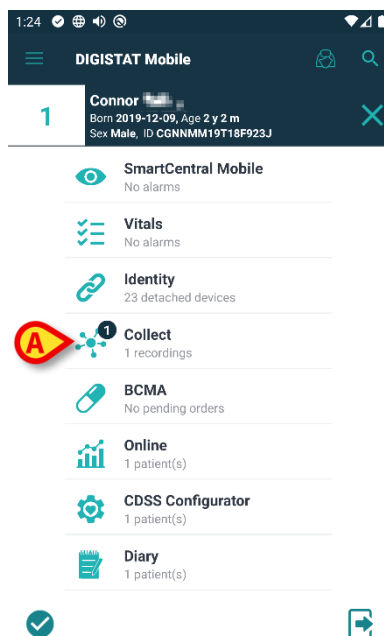 1:24
DIGISTAT Mobile
1
Connor
Born 2019-12-09, Age 2 y 2 m
Sex Male, ID CGNNMM19T18F923J
SmartCentral Mobile
No alarms
Vitals
No alarms
Identity
23 detached devices
A
1
Collect
1 recordings
BCMA
No pending orders
Online
1 patient(s)
CDSS Configurator
1 patient(s)
Diary
1 patient(s)